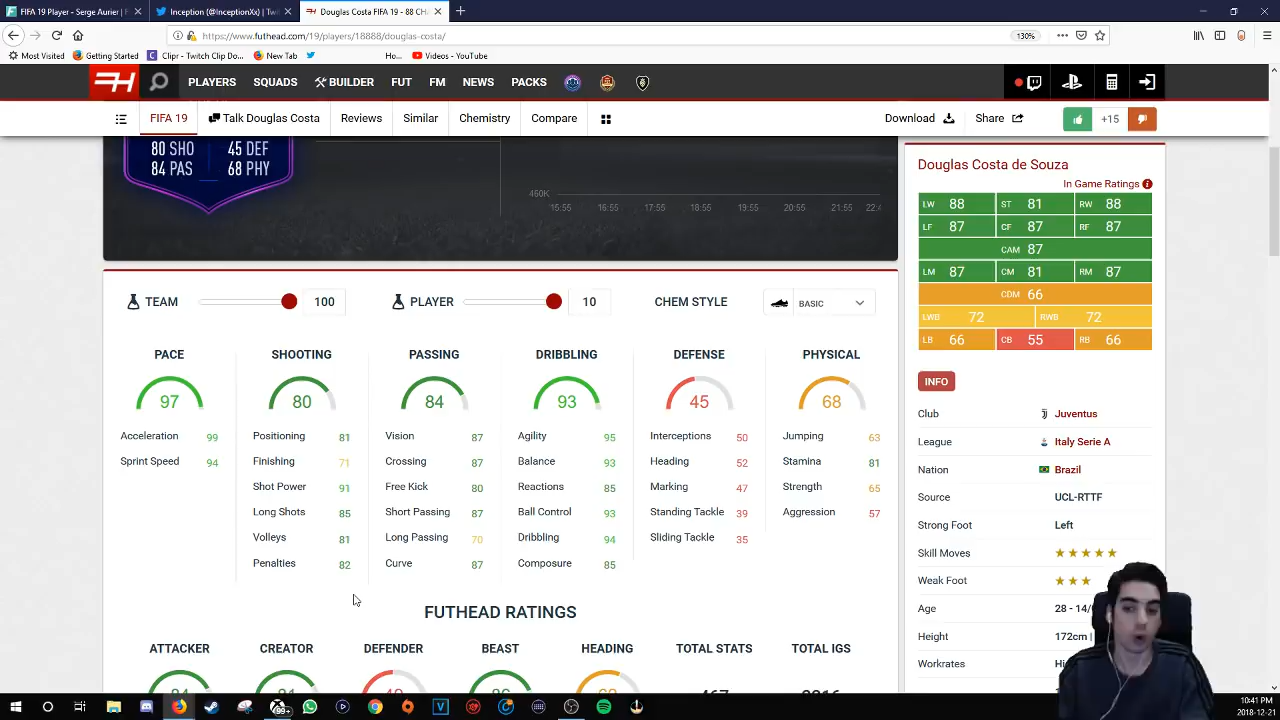 FIFA 19 Player - Serge Aurier | F
Inception (@InceptionXx) | Twi
Douglas Costa FIFA 19 - 88 CH
https://www.futhead.com/19/players/18888/douglas-costa/
130%
Most Visited Getting Started Clipr - Twitch Clip Do... New Tab Ho... Videos - YouTube
PLAYERS SQUADS BUILDER FUT FM NEWS PACKS
FIFA 19 Talk Douglas Costa Reviews Similar Chemistry Compare Download Share +15
80 SHO 45 DEF
84 PAS 68 PHY
460K
15:55 16:55 17:55 18:55 19:55 20:55 21:55 22:4
TEAM 100 PLAYER 10 CHEM STYLE BASIC
PACE SHOOTING PASSING DRIBBLING DEFENSE PHYSICAL
97 80 84 93 45 68
Acceleration 99 Positioning 81 Vision 87 Agility 95 Interceptions 50 Jumping 63
Sprint Speed 94 Finishing 71 Crossing 87 Balance 93 Heading 52 Stamina 81
Shot Power 91 Free Kick 80 Reactions 85 Marking 47 Strength 65
Long Shots 85 Short Passing 87 Ball Control 93 Standing Tackle 39 Aggression 57
Volleys 81 Long Passing 70 Dribbling 94 Sliding Tackle 35
Penalties 82 Curve 87 Composure 85
FUTHEAD RATINGS
ATTACKER CREATOR DEFENDER BEAST HEADING TOTAL STATS TOTAL IGS
Douglas Costa de Souza
In Game Ratings
LW 88 ST 81 RW 88
LF 87 CF 87 RF 87
CAM 87
LM 87 CM 81 RM 87
CDM 66
LWB 72 RWB 72
LB 66 CB 55 RB 66
INFO
Club Juventus
League Italy Serie A
Nation Brazil
Source UCL-RTTF
Strong Foot Left
Skill Moves
Weak Foot
Age 28 - 14/
Height 172cm |
Workrates
10:41 PM
2018-12-21